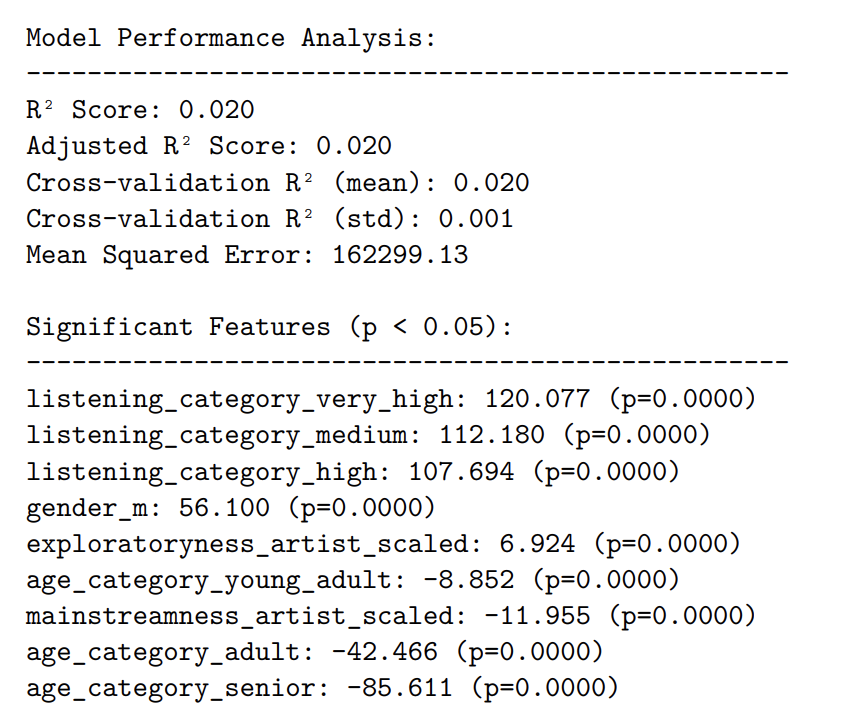 Model Performance Analysis:
--------------------------------------------------
R² Score: 0.020
Adjusted R² Score: 0.020
Cross-validation R² (mean): 0.020
Cross-validation R² (std): 0.001
Mean Squared Error: 162299.13
Significant Features (p < 0.05):
--------------------------------------------------
listening_category_very_high: 120.077 (p=0.0000)
listening_category_medium: 112.180 (p=0.0000)
listening_category_high: 107.694 (p=0.0000)
gender_m: 56.100 (p=0.0000)
exploratoryness_artist_scaled: 6.924 (p=0.0000)
age_category_young_adult: -8.852 (p=0.0000)
mainstreamness_artist_scaled: -11.955 (p=0.0000)
age_category_adult: -42.466 (p=0.0000)
age_category_senior: -85.611 (p=0.0000)